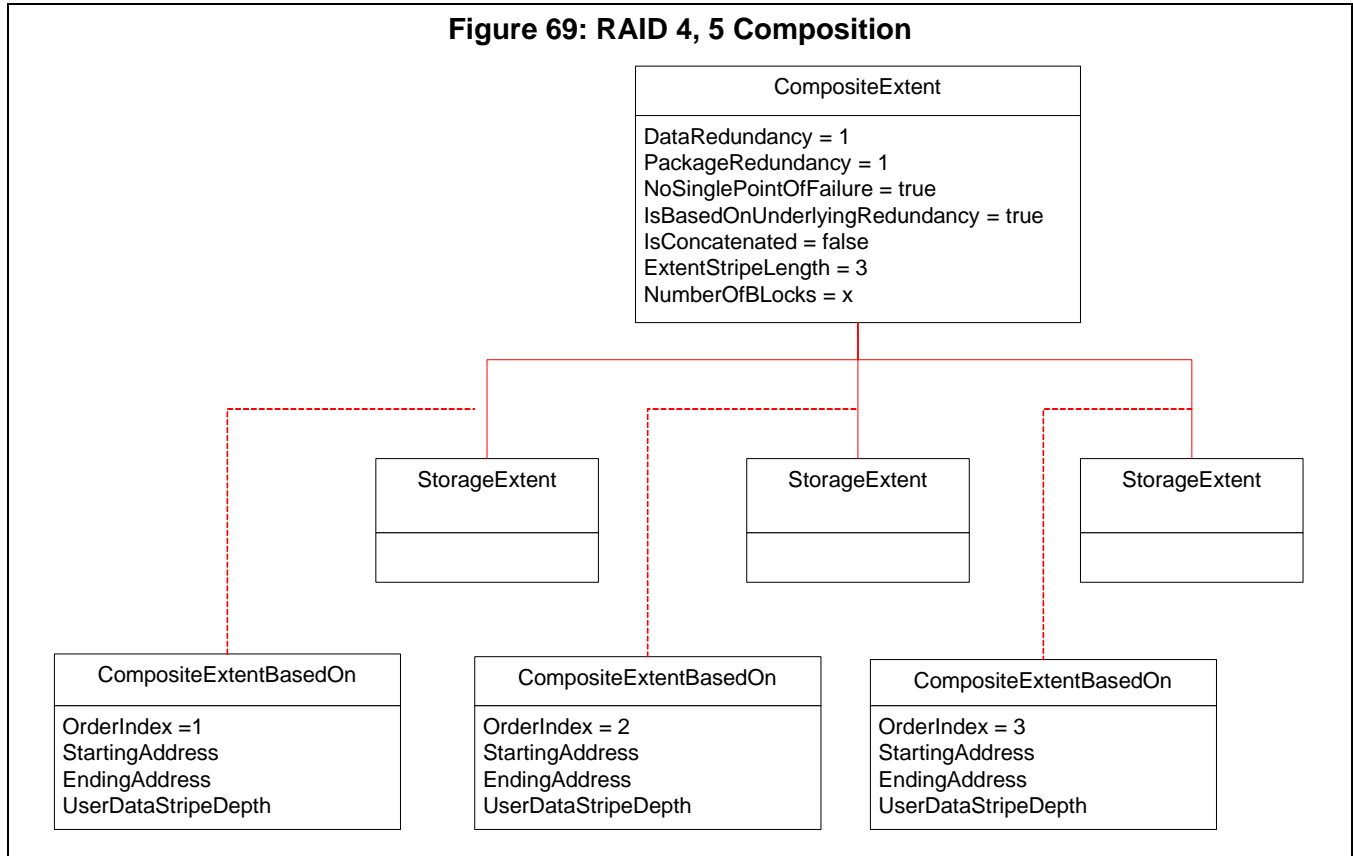 Figure 69: RAID 4, 5 Composition
CompositeExtent
DataRedundancy = 1
PackageRedundancy = 1
NoSinglePointOfFailure = true
IsBasedOnUnderlyingRedundancy = true
IsConcatenated = false
ExtentStripeLength = 3
NumberOfBLocks = x
StorageExtent
StorageExtent
StorageExtent
CompositeExtentBasedOn
OrderIndex =1
StartingAddress
EndingAddress
UserDataStripeDepth
CompositeExtentBasedOn
OrderIndex = 2
StartingAddress
EndingAddress
UserDataStripeDepth
CompositeExtentBasedOn
OrderIndex = 3
StartingAddress
EndingAddress
UserDataStripeDepth